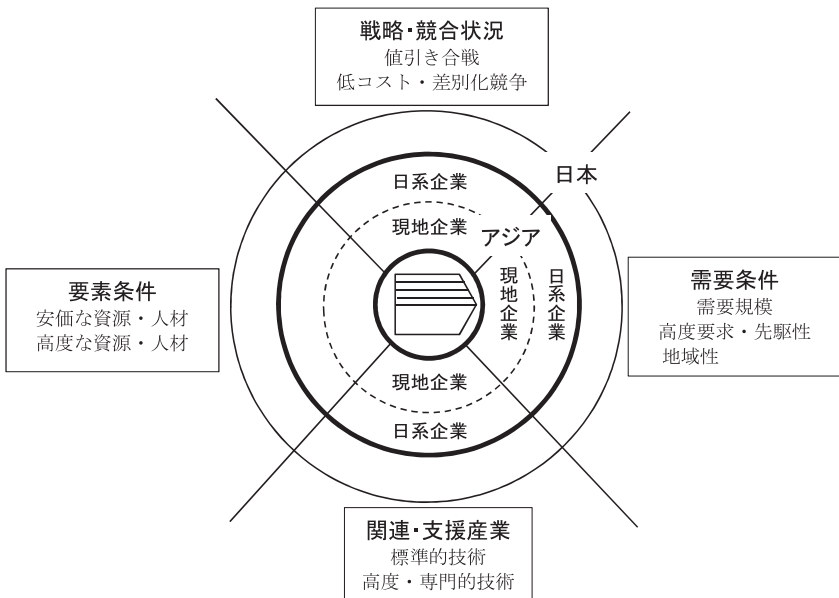 戦略・競合状況
値引き合戦
低コスト・差別化競争
日本
日系企業
現地企業
アジア
要素条件
安価な資源・人材
高度な資源・人材
現地企業
日系企業
需要条件
需要規模
高度要求・先駆性
地域性
現地企業
日系企業
関連・支援産業
標準的技術
高度・専門的技術